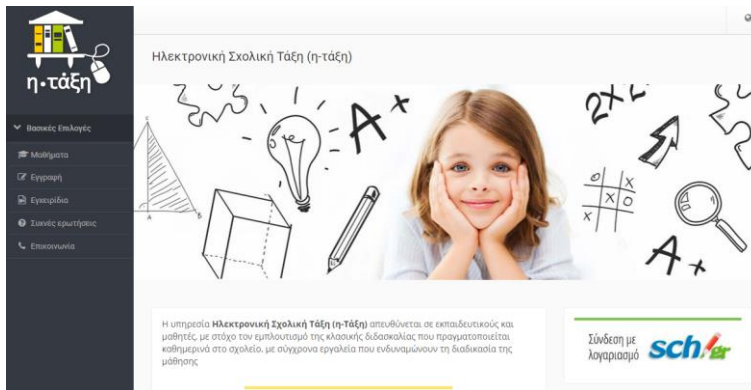 η·τάξη
Βασικές Επιλογές
Μαθήματα
Εγγραφή
Εγχειρίδια
Συχνές ερωτήσεις
Επικοινωνία
Ηλεκτρονική Σχολική Τάξη (η-τάξη)
A+
2x2
C
A
B
O X
X O
X
A+
Η υπηρεσία Ηλεκτρονική Σχολική Τάξη (η-Τάξη) απευθύνεται σε εκπαιδευτικούς και
μαθητές, με στόχο τον εμπλουτισμό της κλασικής διδασκαλίας που πραγματοποιείται
καθημερινά στο σχολείο, με σύγχρονα εργαλεία που ενδυναμώνουν τη διαδικασία της
μάθησης
Σύνδεση με
λογαριασμό
sch.gr